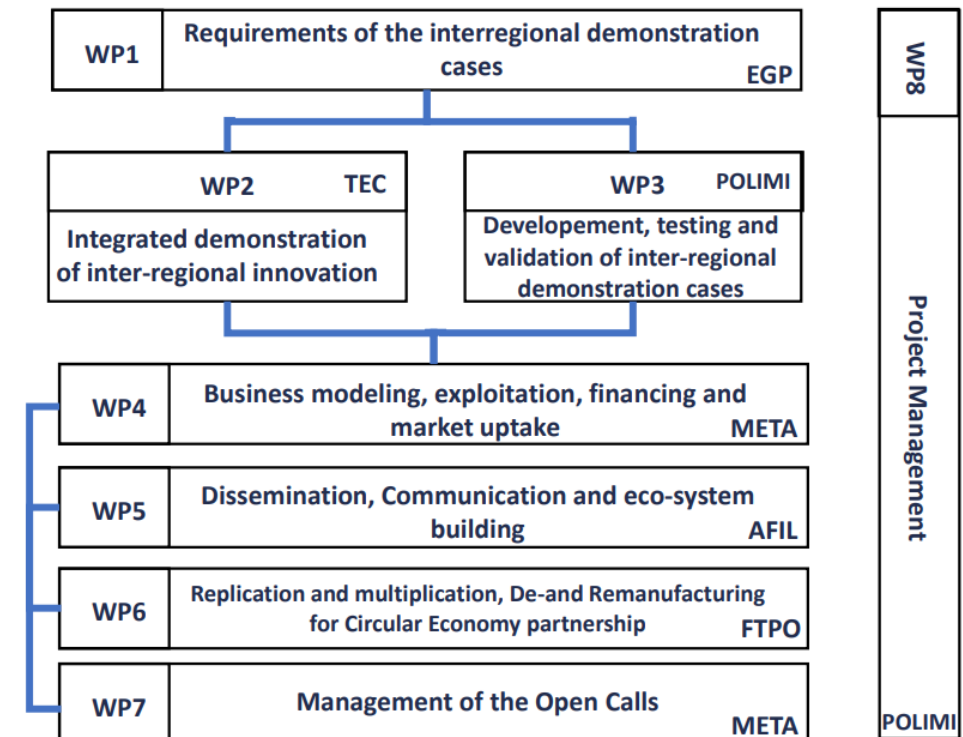 WP1
Requirements of the interregional demonstration
cases
EGP
WP2
TEC
Integrated demonstration
of inter-regional innovation
WP3
POLIMI
Developement, testing and
validation of inter-regional
demonstration cases
WP4
Business modeling, exploitation, financing and
market uptake
META
WP5
Dissemination, Communication and eco-system
building
AFIL
WP6
Replication and multiplication, De-and Remanufacturing
for Circular Economy partnership
FTPO
WP7
Management of the Open Calls
META
WP8
Project Management
POLIMI